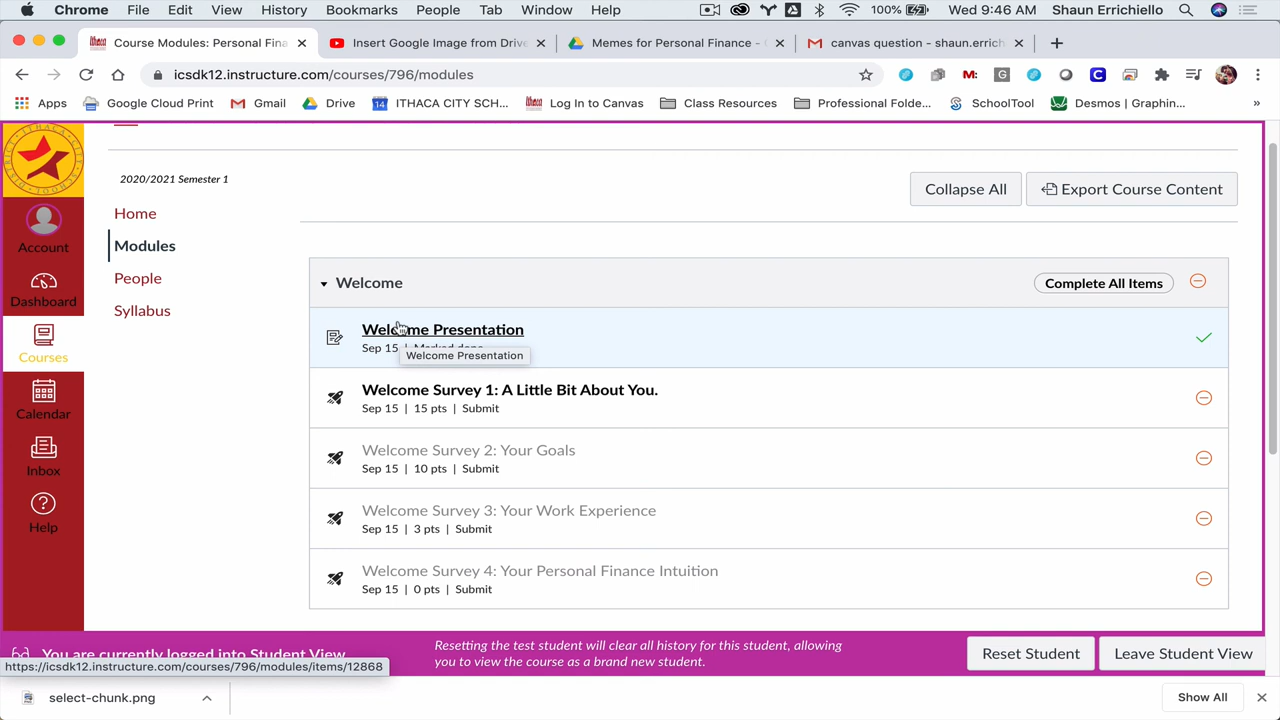 Chrome File Edit View History Bookmarks People Tab Window Help 100% Wed 9:46 AM Shaun Errichiello
Course Modules: Personal Fina Insert Google Image from Drive Memes for Personal Finance - G canvas question - shaun.errich
icsdk12.instructure.com/courses/796/modules
Apps Google Cloud Print Gmail Drive ITHACA CITY SCH... Log In to Canvas Class Resources Professional Folde... SchoolTool Desmos | Graphin... »
2020/2021 Semester 1
Collapse All Export Course Content
Home
Account
Modules
Dashboard
People
Courses
Syllabus
Calendar
Inbox
Help
Welcome Complete All Items
Welcome Presentation
Sep 15 | Marked done
Welcome Presentation
Welcome Survey 1: A Little Bit About You.
Sep 15 | 15 pts | Submit
Welcome Survey 2: Your Goals
Sep 15 | 10 pts | Submit
Welcome Survey 3: Your Work Experience
Sep 15 | 3 pts | Submit
Welcome Survey 4: Your Personal Finance Intuition
Sep 15 | 0 pts | Submit
You are currently logged into Student View
Resetting the test student will clear all history for this student, allowing
you to view the course as a brand new student.
Reset Student Leave Student View
https://icsdk12.instructure.com/courses/796/modules/items/12868
select-chunk.png Show All